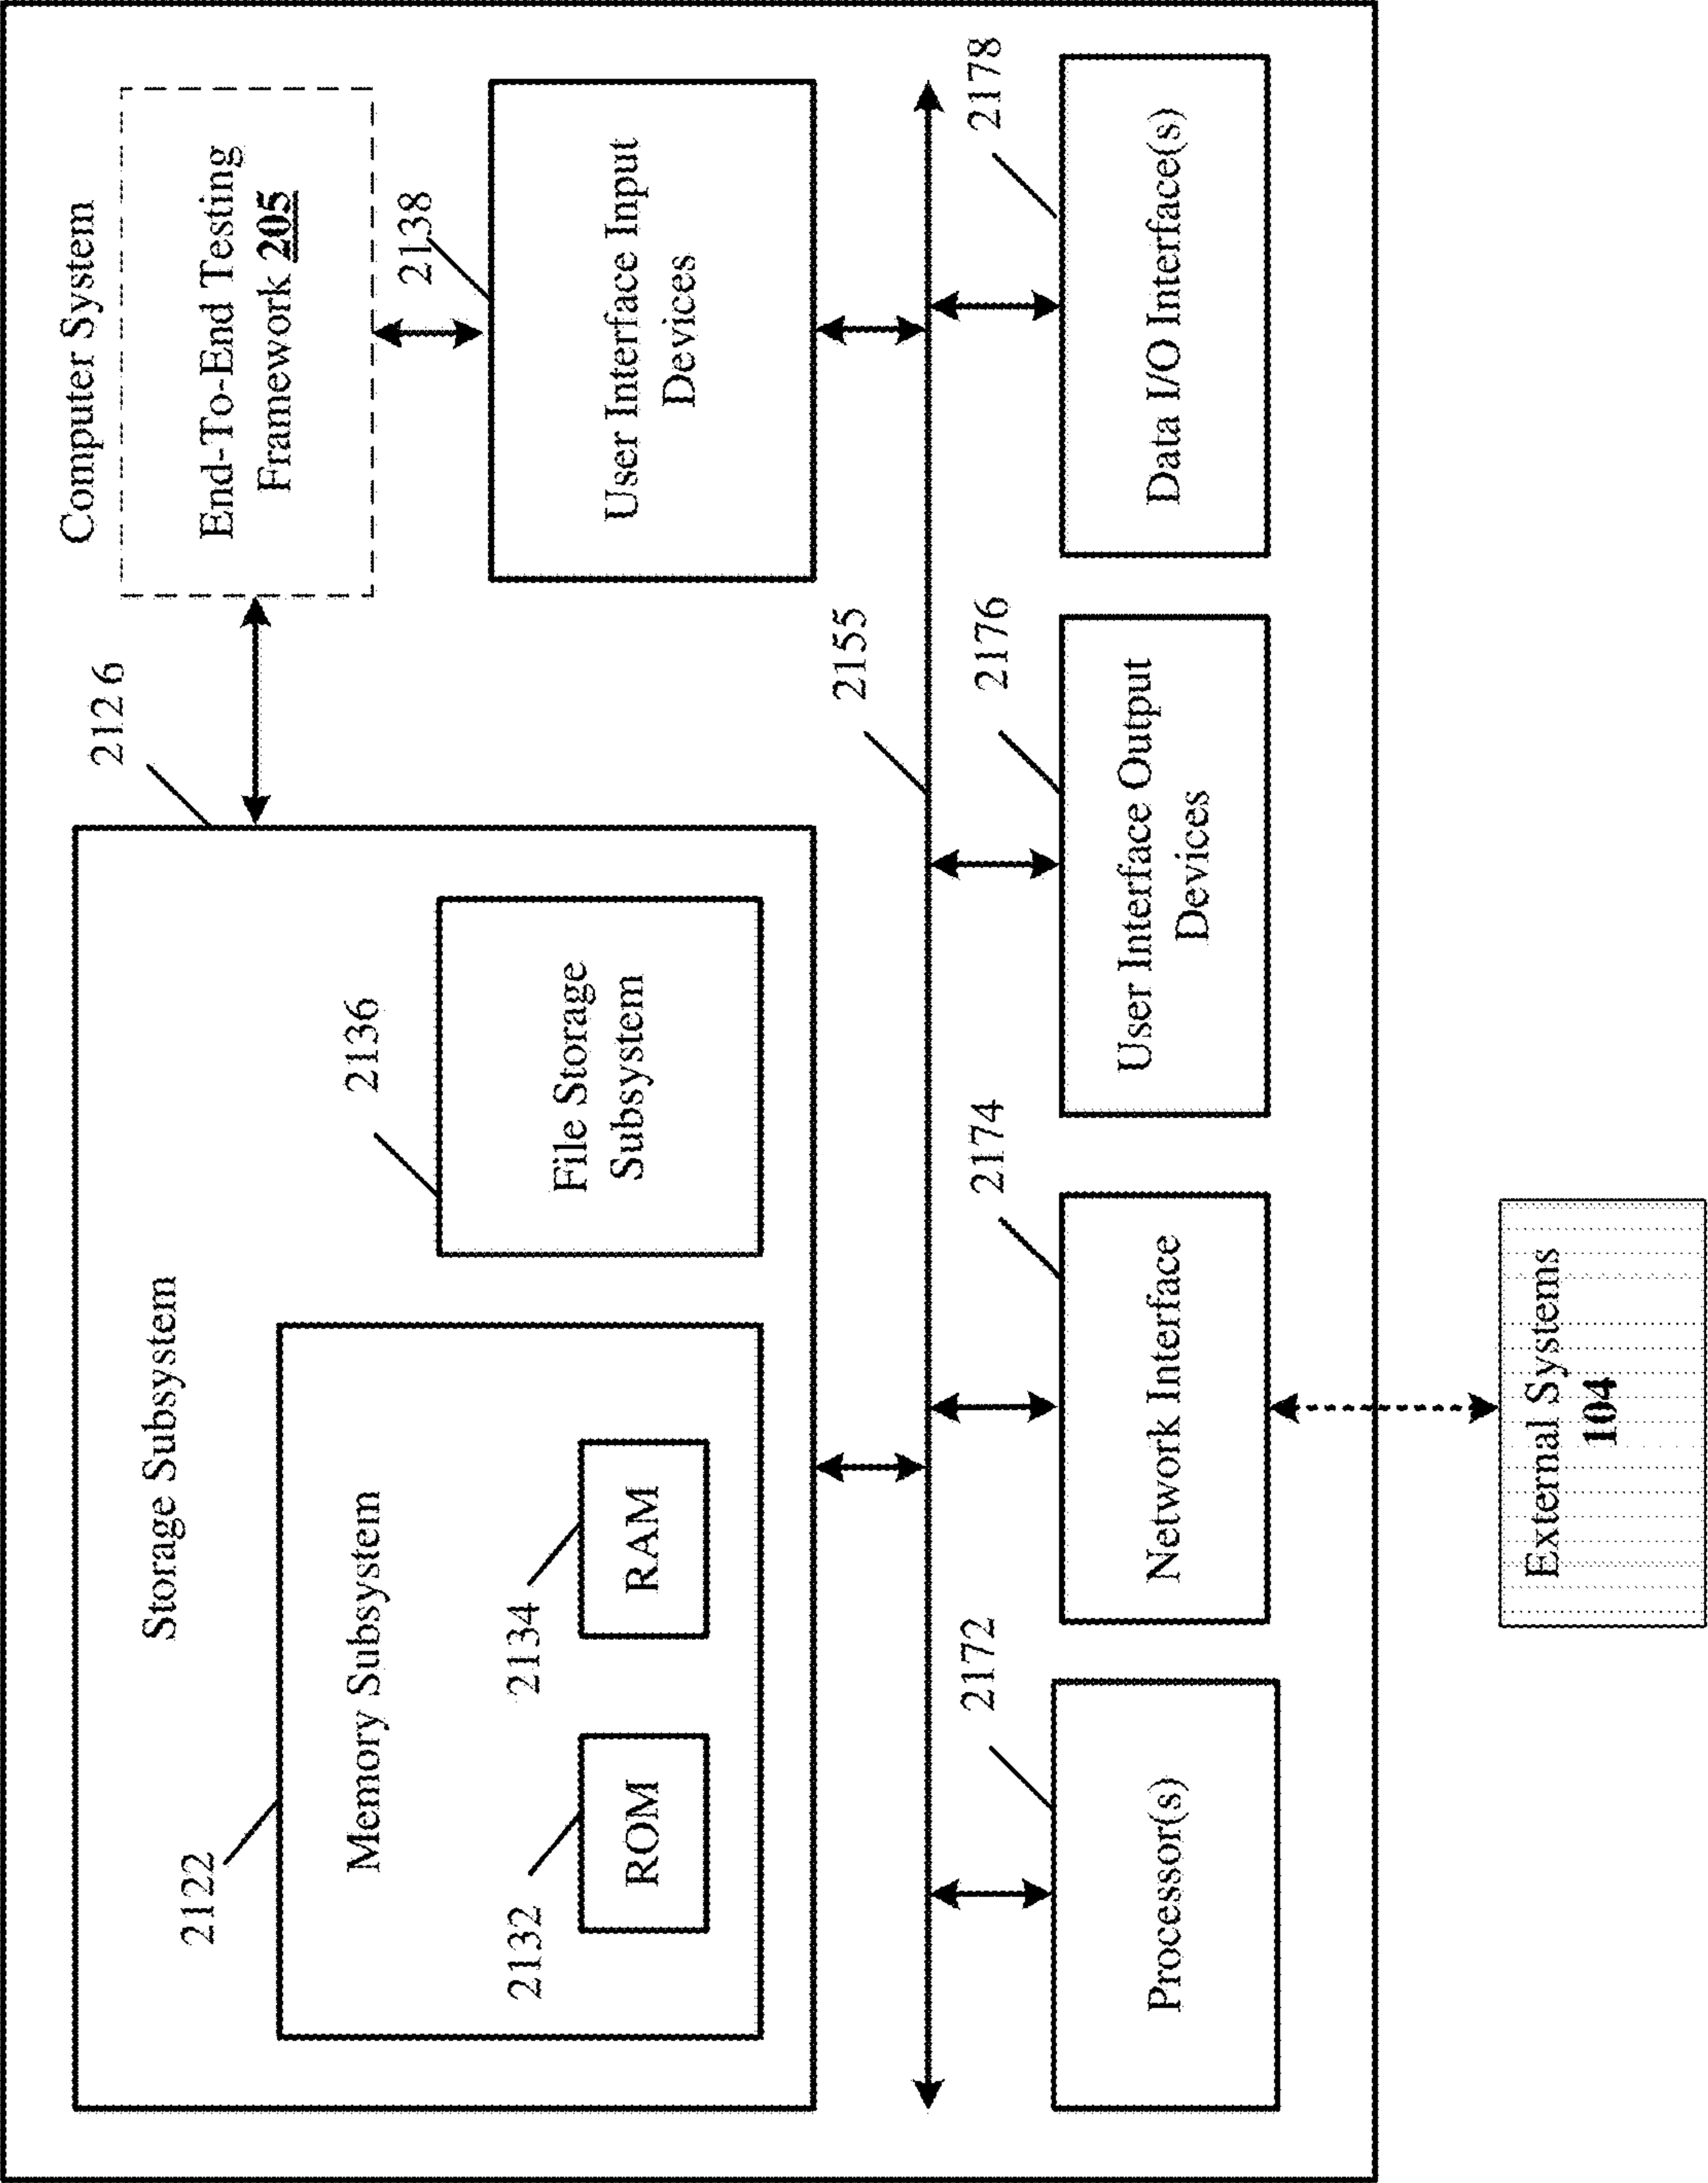 Computer System
2126
Storage Subsystem
End-To-End Testing
Framework 205
2122
Memory Subsystem
2136
2138
File Storage
Subsystem
User Interface Input
Devices
2132
2134
ROM
RAM
2155
2172
2174
2176
2178
Processor(s)
Network Interface
User Interface Output
Devices
Data I/O Interface(s)
External Systems
104